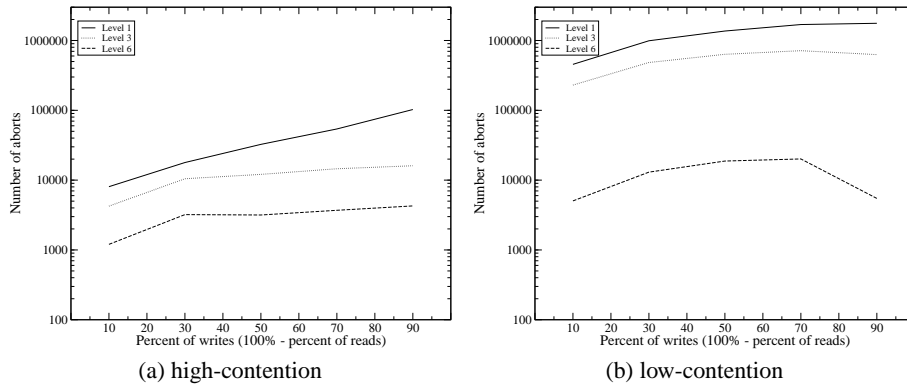 Level 1
Level 3
Level 6
1000000
100000
10000
1000
100
Number of aborts
10 20 30 40 50 60 70 80 90
Percent of writes (100% - percent of reads)
(a) high-contention
Level 1
Level 3
Level 6
1000000
100000
10000
1000
100
Number of aborts
10 20 30 40 50 60 70 80 90
Percent of writes (100% - percent of reads)
(b) low-contention